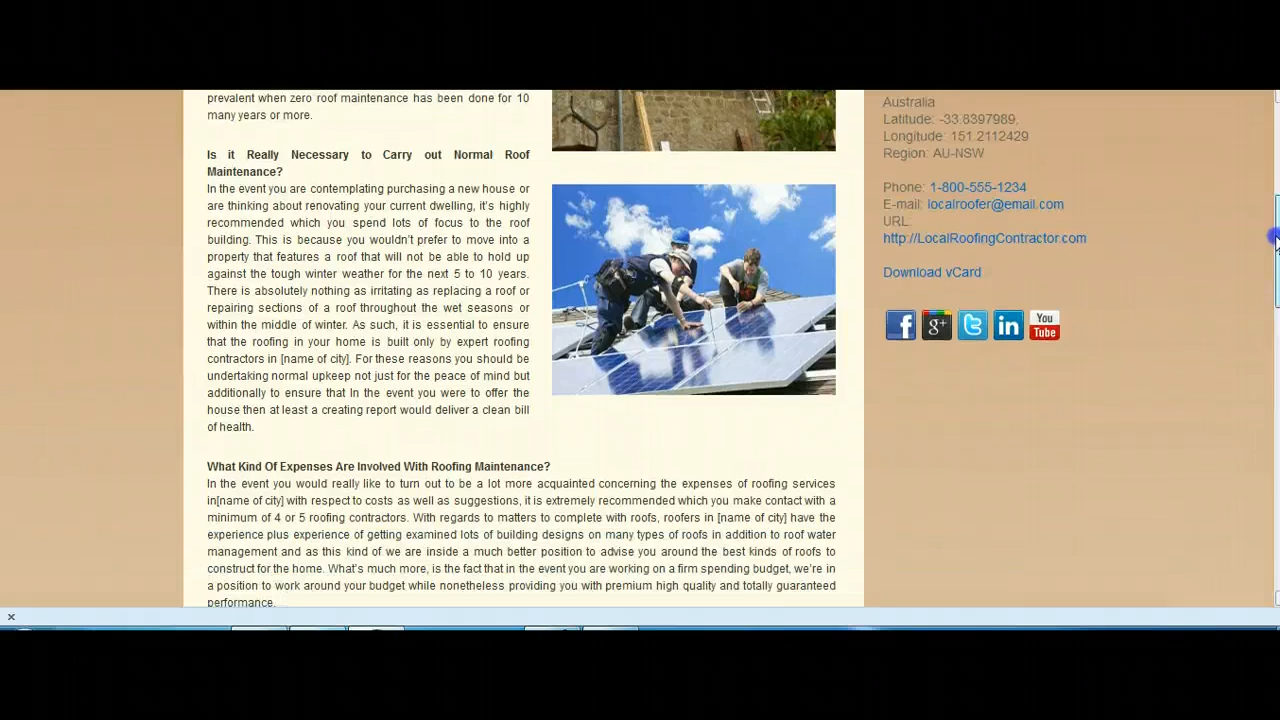 prevalent when zero roof maintenance has been done for 10
many years or more.
Is it Really Necessary to Carry out Normal Roof
Maintenance?
In the event you are contemplating purchasing a new house or
are thinking about renovating your current dwelling, it's highly
recommended which you spend lots of focus to the roof
building. This is because you wouldn't prefer to move into a
property that features a roof that will not be able to hold up
against the tough winter weather for the next 5 to 10 years.
There is absolutely nothing as irritating as replacing a roof or
repairing sections of a roof throughout the wet seasons or
within the middle of winter. As such, it is essential to ensure
that the roofing in your home is built only by expert roofing
contractors in [name of city]. For these reasons you should be
undertaking normal upkeep not just for the peace of mind but
additionally to ensure that In the event you were to offer the
house then at least a creating report would deliver a clean bill
of health.
What Kind Of Expenses Are Involved With Roofing Maintenance?
In the event you would really like to turn out to be a lot more acquainted concerning the expenses of roofing services
in[name of city] with respect to costs as well as suggestions, it is extremely recommended which you make contact with a
minimum of 4 or 5 roofing contractors. With regards to matters to complete with roofs, roofers in [name of city] have the
experience plus experience of getting examined lots of building designs on many types of roofs in addition to roof water
management and as this kind of we are inside a much better position to advise you around the best kinds of roofs to
construct for the home. What's much more, is the fact that in the event you are working on a firm spending budget, we're in
a position to work around your budget while nonetheless providing you with premium high quality and totally guaranteed
performance.
Australia
Latitude: -33.8397989,
Longitude: 151.2112429
Region: AU-NSW
Phone: 1-800-555-1234
E-mail: localroofer@email.com
URL:
http://LocalRoofingContractor.com
Download vCard
f g+ t in You
Tube